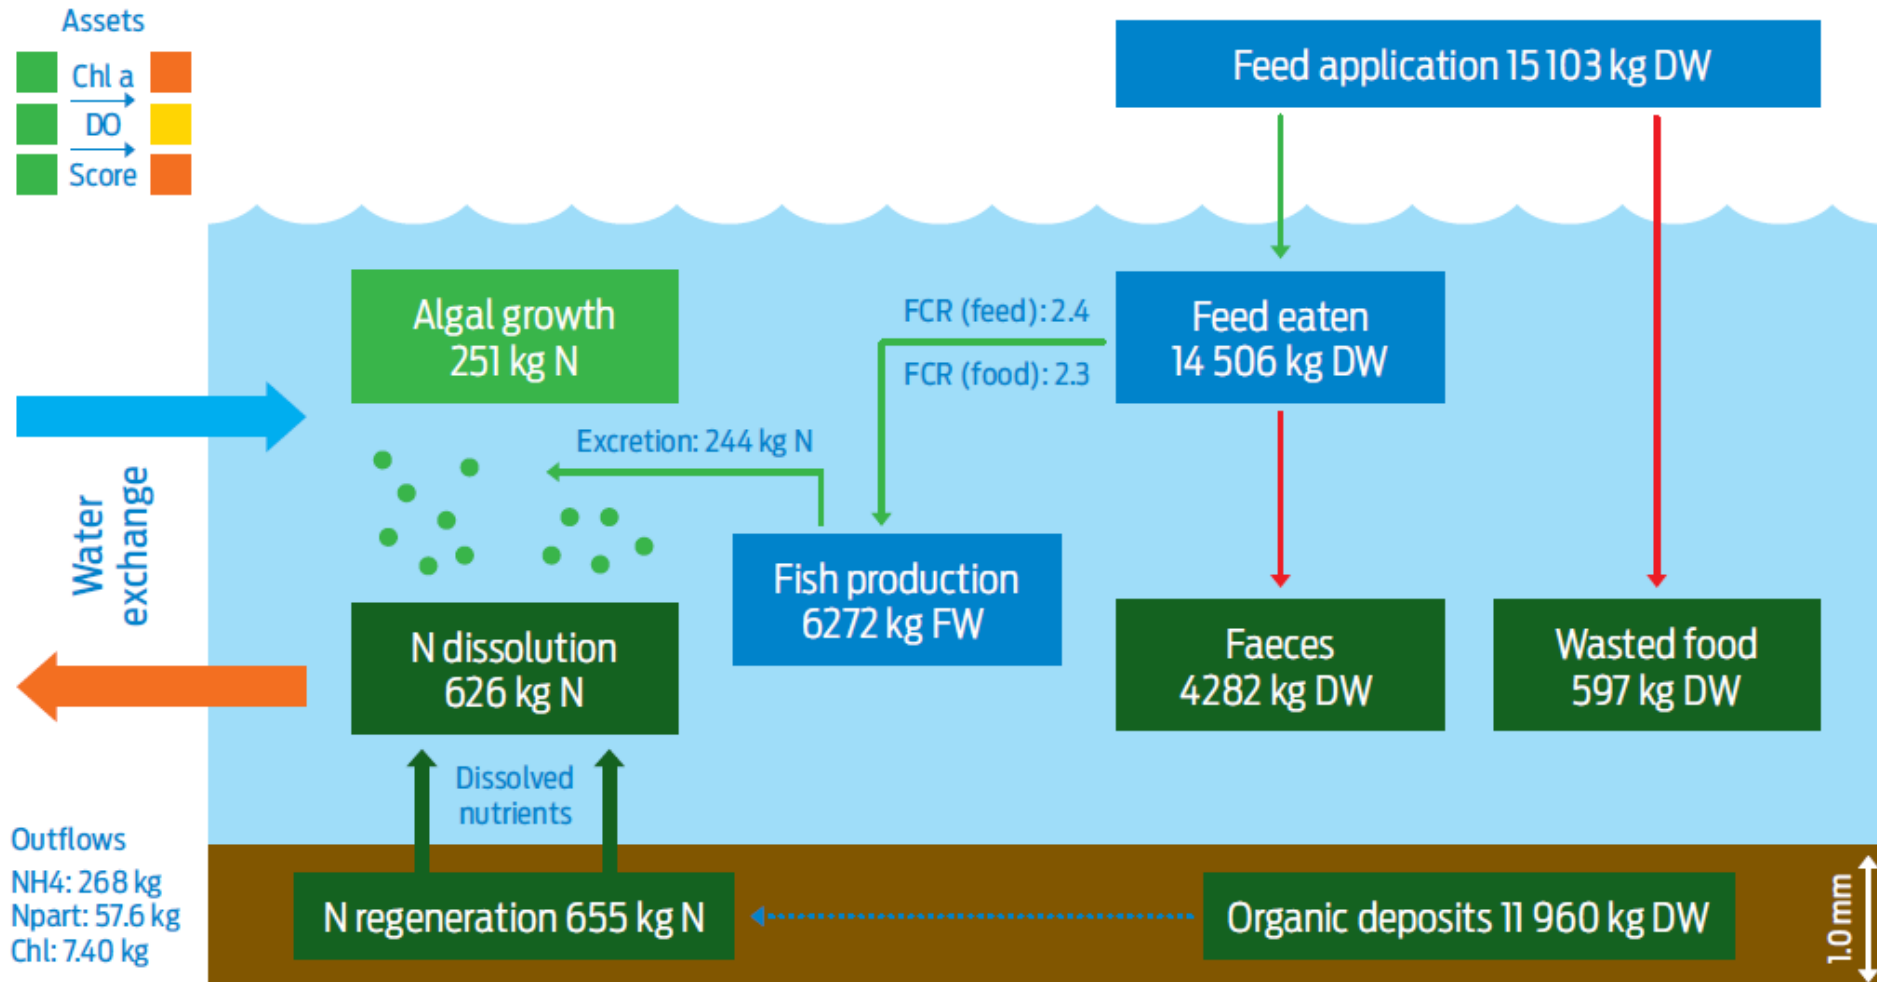 Assets
Chl a
DO
Score
Feed application 15 103 kg DW
Algal growth
251 kg N
FCR (feed): 2.4
FCR (food): 2.3
Feed eaten
14 506 kg DW
Excretion: 244 kg N
Water
exchange
Fish production
6272 kg FW
N dissolution
626 kg N
Faeces
4282 kg DW
Wasted food
597 kg DW
Dissolved
nutrients
Outflows
NH4: 268 kg
Npart: 57.6 kg
Chl: 7.40 kg
N regeneration 655 kg N
Organic deposits 11 960 kg DW
1.0 mm